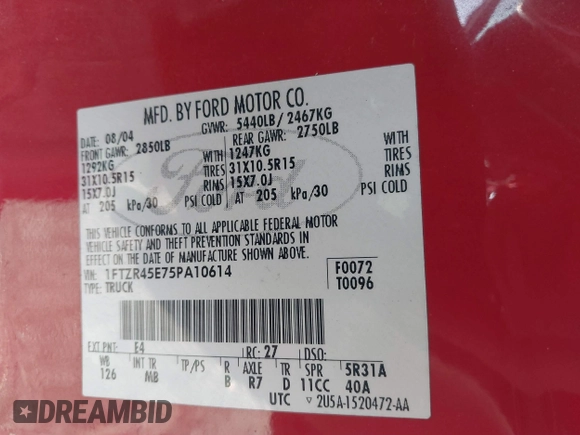 MFD. BY FORD MOTOR CO.
DATE: 08/04 GVWR: 5440LB/ 2467KG
FRONT GAWR: 2850LB REAR GAWR: 2750LB
1292KG WITH 1247KG WITH
31X10.5R15 TIRES 31X10.5R15 TIRES
15X7.0J RIMS 15X7.0J RIMS
AT 205 kPa/30 PSI COLD AT 205 kPa/30 PSI COLD
THIS VEHICLE CONFORMS TO ALL APPLICABLE FEDERAL MOTOR
VEHICLE SAFETY AND THEFT PREVENTION STANDARDS IN
EFFECT ON THE DATE OF MANUFACTURE SHOWN ABOVE.
VIN: 1FTZR45E75PA10614 F0072
TYPE: TRUCK T0096
EXT PNT: E4 RC: 27 DSO:
WB INT TR TP/PS R AXLE TR SPR 5R31A
126 MB B R7 D 11CC 40A
UTC ▽ 2U5A-1520472-AA
Ford
AUTOBIDCAR